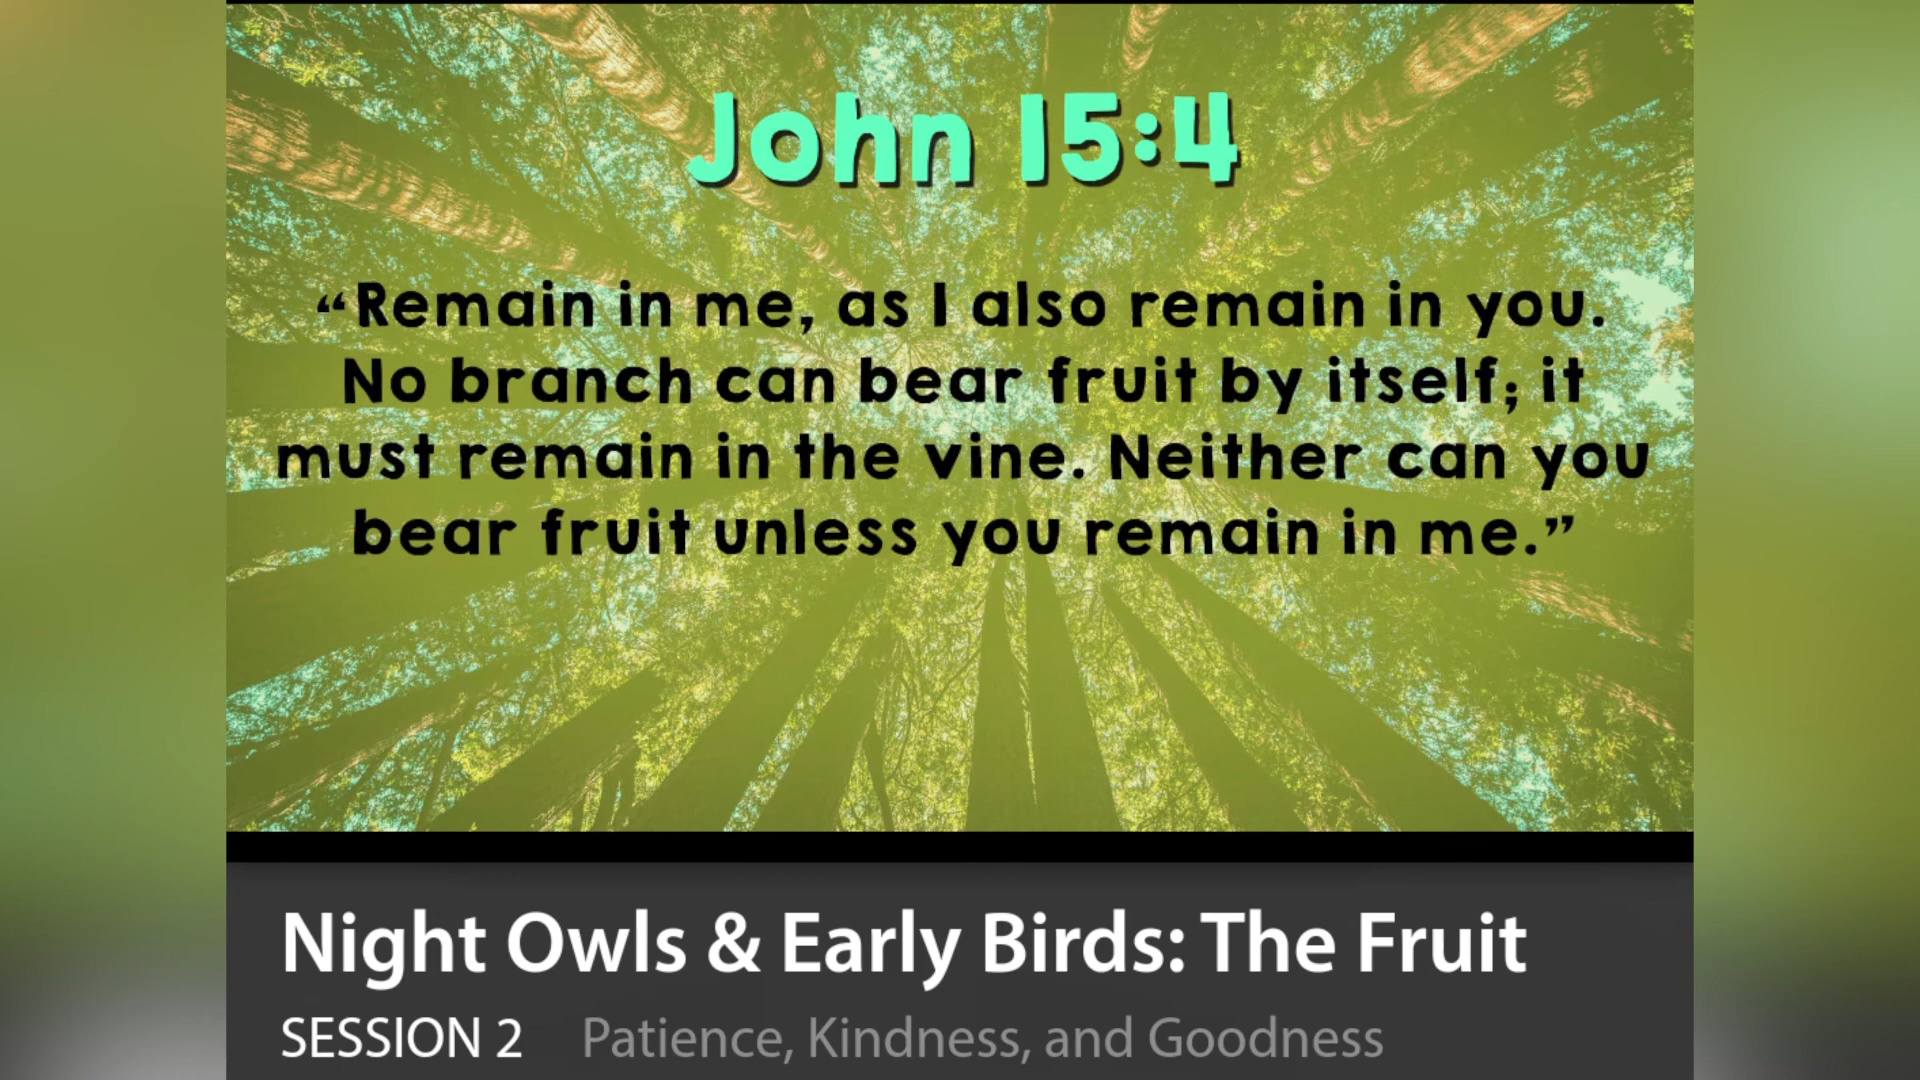 John 15:4
“Remain in me, as I also remain in you.
No branch can bear fruit by itself; it
must remain in the vine. Neither can you
bear fruit unless you remain in me.”
Night Owls & Early Birds: The Fruit
SESSION 2 Patience, Kindness, and Goodness